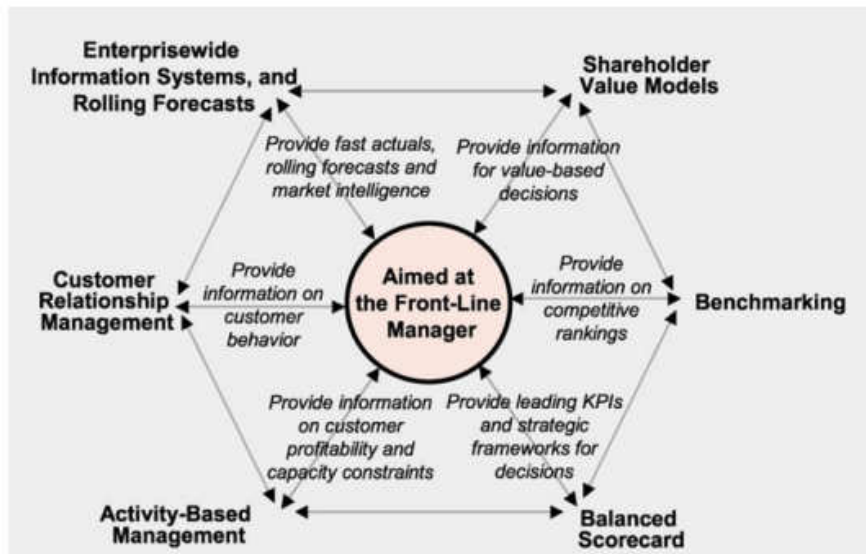 Enterprisewide
Information Systems, and
Rolling Forecasts
Shareholder
Value Models
Provide fast actuals,
rolling forecasts and
market intelligence
Provide information
for value-based
decisions
Customer
Relationship
Management
Provide
information on
customer
behavior
Aimed at
the Front-Line
Manager
Provide
information on
competitive
rankings
Benchmarking
Provide information
on customer
profitability and
capacity constraints
Provide leading KPIs
and strategic
frameworks for
decisions
Activity-Based
Management
Balanced
Scorecard